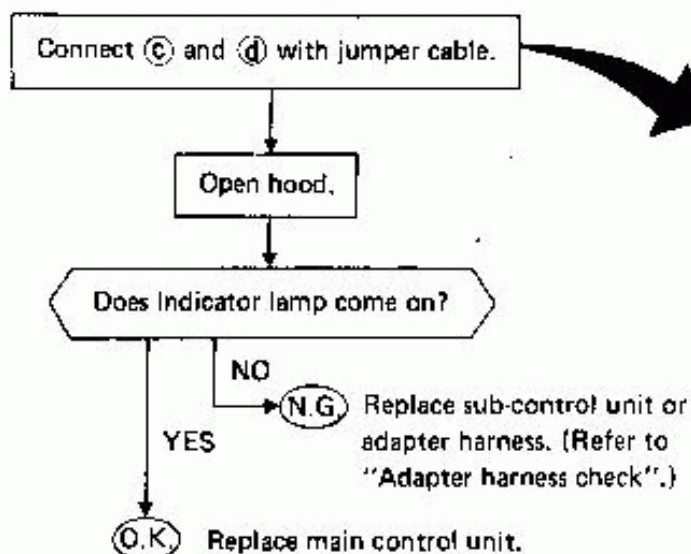 Connect ⓒ and ⓓ with jumper cable.
Open hood.
Does indicator lamp come on?
NO
N.G. Replace sub-control unit or
adapter harness. (Refer to
"Adapter harness check".)
YES
O.K. Replace main control unit.